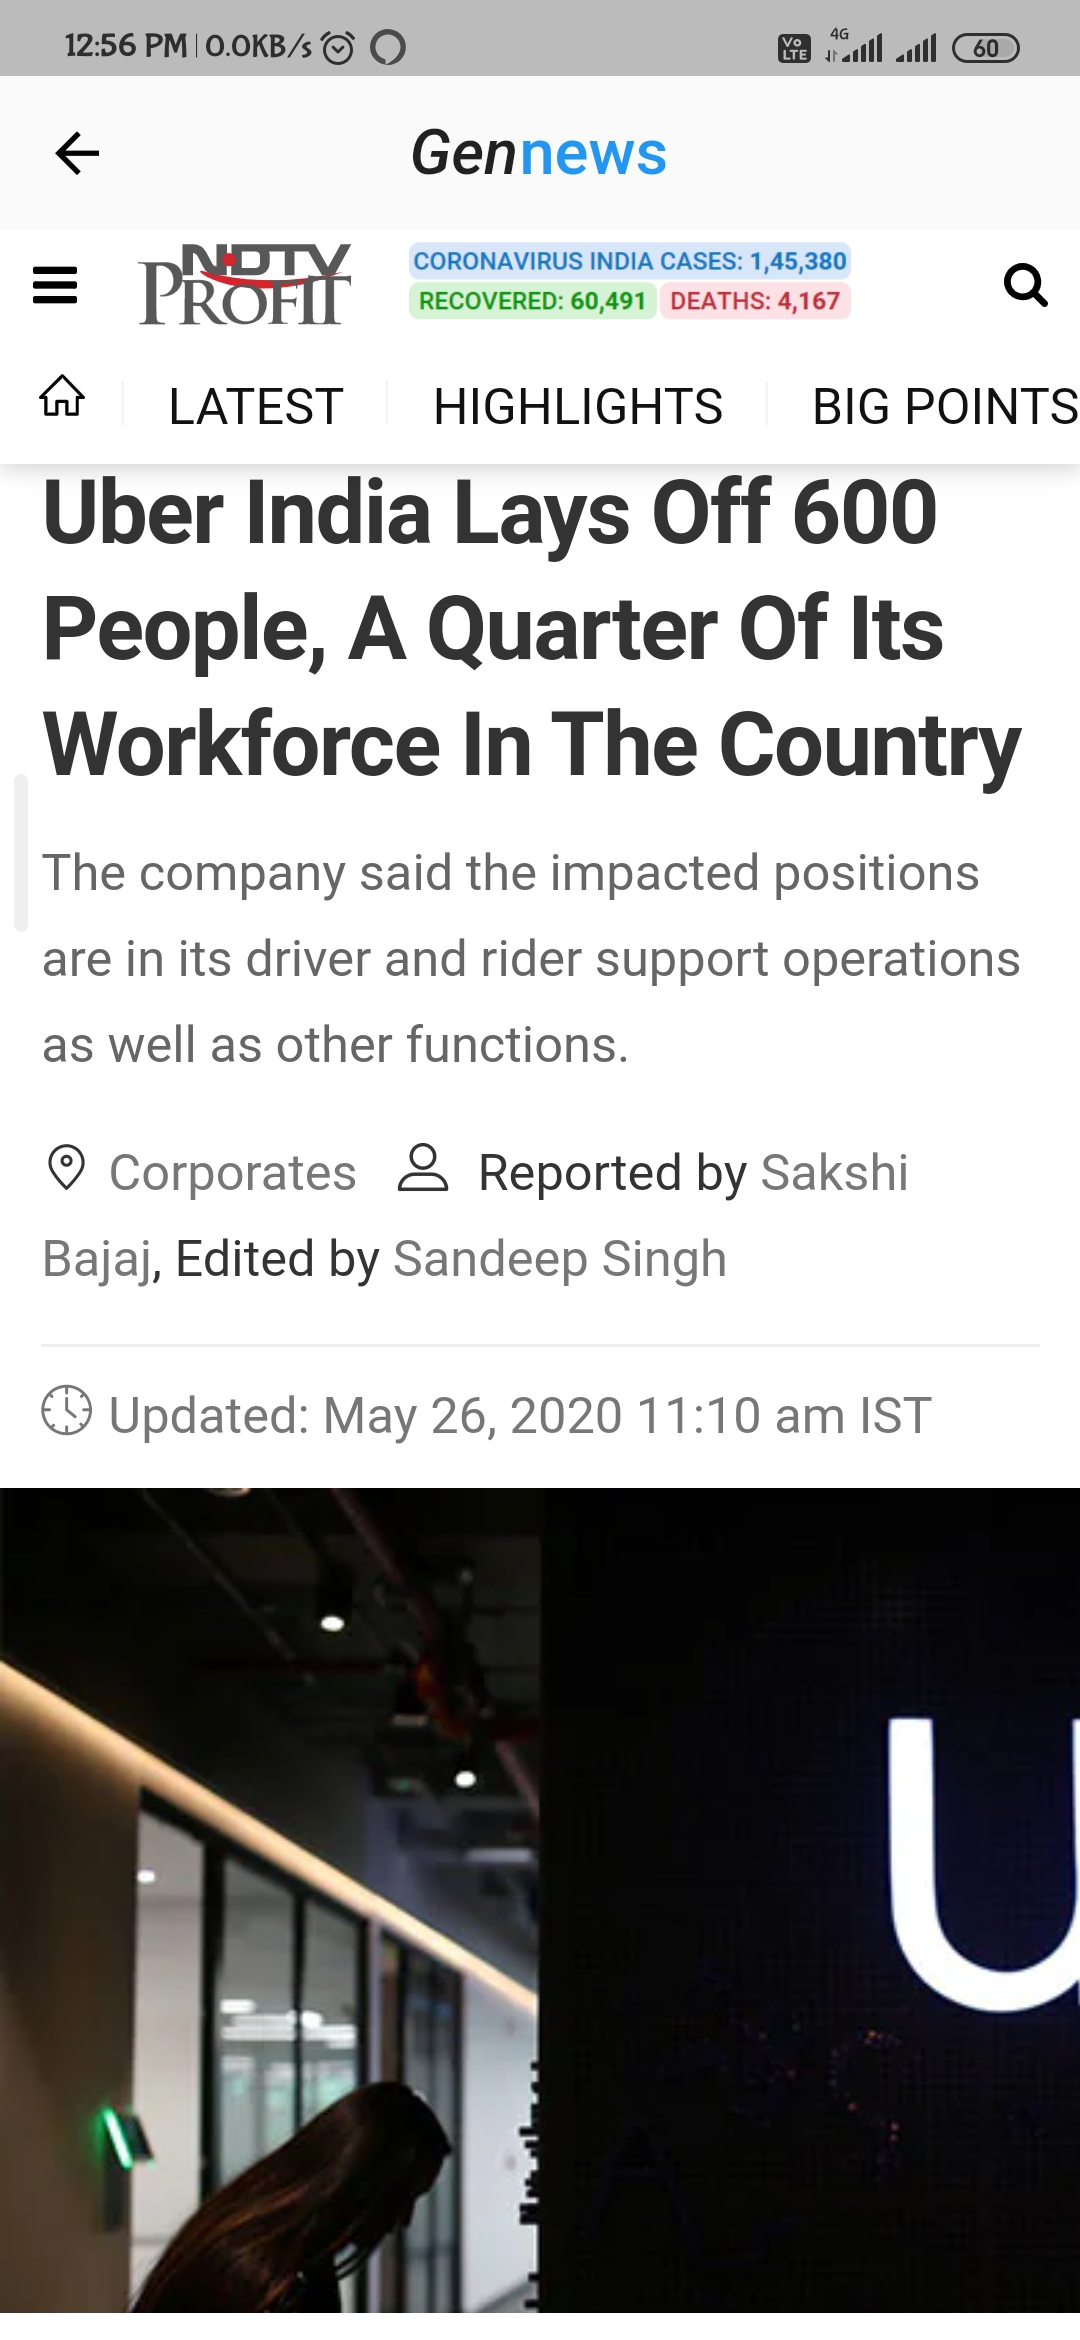 12:56 PM | 0.0KB/s
Vo LTE 4G 60
Gennews
NDTV
PROFIT
CORONAVIRUS INDIA CASES: 1,45,380
RECOVERED: 60,491 DEATHS: 4,167
LATEST HIGHLIGHTS BIG POINTS
Uber India Lays Off 600
People, A Quarter Of Its
Workforce In The Country
The company said the impacted positions
are in its driver and rider support operations
as well as other functions.
Corporates Reported by Sakshi
Bajaj, Edited by Sandeep Singh
Updated: May 26, 2020 11:10 am IST
U